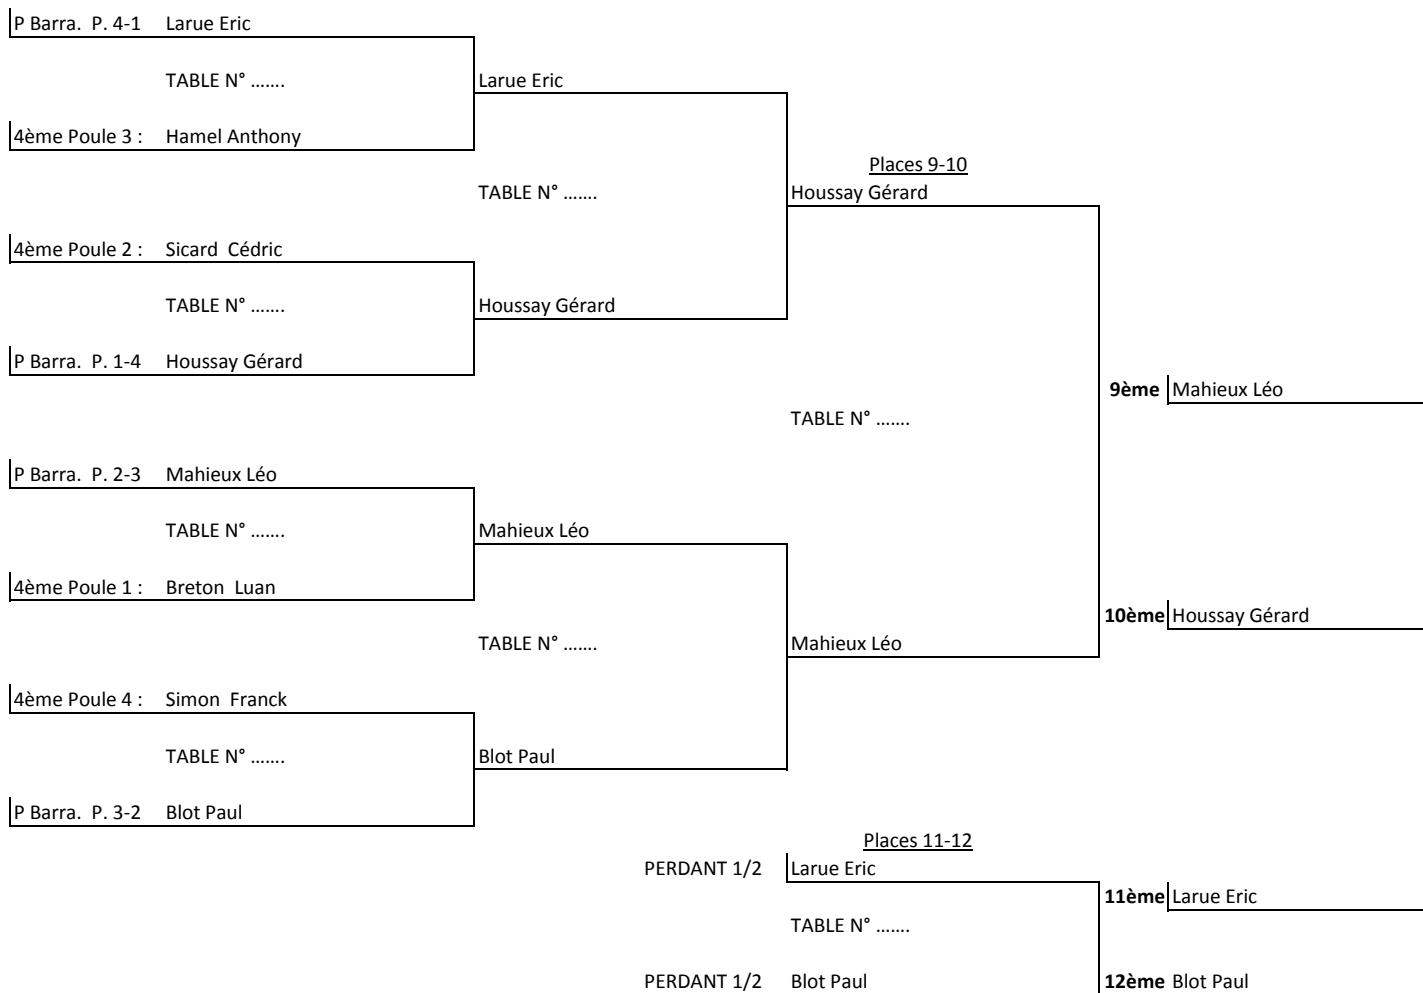 P Barra. P. 4-1 Larue Eric
TABLE N° ....... Larue Eric
4ème Poule 3 : Hamel Anthony
Places 9-10
TABLE N° ....... Houssay Gérard
4ème Poule 2 : Sicard Cédric
TABLE N° ....... Houssay Gérard
P Barra. P. 1-4 Houssay Gérard
9ème Mahieux Léo
TABLE N° .......
P Barra. P. 2-3 Mahieux Léo
TABLE N° ....... Mahieux Léo
4ème Poule 1 : Breton Luan
10ème Houssay Gérard
TABLE N° ....... Mahieux Léo
4ème Poule 4 : Simon Franck
TABLE N° ....... Blot Paul
P Barra. P. 3-2 Blot Paul
Places 11-12
PERDANT 1/2 Larue Eric
11ème Larue Eric
TABLE N° .......
PERDANT 1/2 Blot Paul 12ème Blot Paul